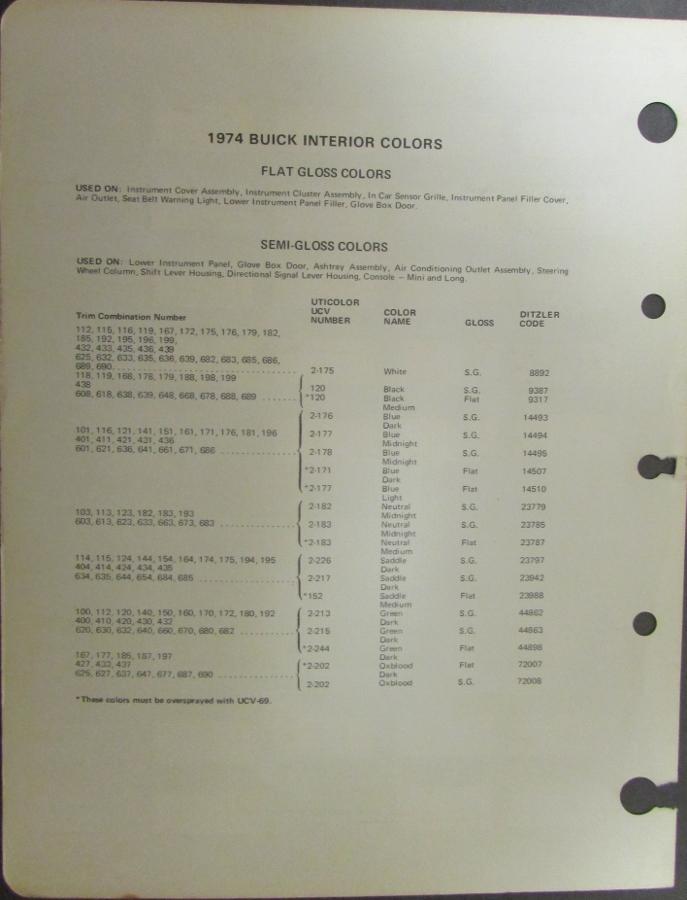 1974 BUICK INTERIOR COLORS
FLAT GLOSS COLORS
USED ON: Instrument Cover Assembly, Instrument Cluster Assembly, In Car Sensor Grille, Instrument Panel Filler Cover,
Air Outlet, Seat Belt Warning Light, Lower Instrument Panel Filler, Glove Box Door.
SEMI-GLOSS COLORS
USED ON: Lower Instrument Panel, Glove Box Door, Ashtray Assembly, Air Conditioning Outlet Assembly, Steering
Wheel Column, Shift Lever Housing, Directional Signal Lever Housing, Console – Mini and Long.
UTICOLOR
UCV COLOR DITZLER
Trim Combination Number NUMBER NAME GLOSS CODE
112, 115, 116, 119, 167, 172, 175, 176, 179, 182,
185, 192, 195, 196, 199,
432, 433, 435, 436, 439
625, 632, 633, 635, 636, 639, 682, 683, 685, 686,
689, 690 2-175 White S.G. 8892
118, 119, 168, 178, 179, 188, 198, 199
438 120 Black S.G. 9387
608, 618, 638, 639, 648, 668, 678, 688, 689 *120 Black Flat 9317
Medium
2-176 Blue S.G. 14493
Dark
101, 116, 121, 141, 151, 161, 171, 176, 181, 196 2-177 Blue S.G. 14494
401, 411, 421, 431, 436 Midnight
601, 621, 636, 641, 661, 671, 686 2-178 Blue S.G. 14495
Midnight
*2-171 Blue Flat 14507
Dark
*2-177 Blue Flat 14510
Light
2-182 Neutral S.G. 23779
103, 113, 123, 182, 183, 193 Midnight
603, 613, 623, 633, 663, 673, 683 2-183 Neutral S.G. 23785
Midnight
*2-183 Neutral Flat 23787
Medium
114, 115, 124, 144, 154, 164, 174, 175, 194, 195 2-226 Saddle S.G. 23797
404, 414, 424, 434, 435 Dark
634, 635, 644, 654, 684, 685 2-217 Saddle S.G. 23942
Dark
*152 Saddle Flat 23988
Medium
100, 112, 120, 140, 150, 160, 170, 172, 180, 192 2-213 Green S.G. 44862
400, 410, 420, 430, 432 Dark
620, 630, 632, 640, 660, 670, 680, 682 2-215 Green S.G. 44863
Dark
*2-244 Green Flat 44898
167, 177, 185, 187, 197 Dark
427, 433, 437 *2-202 Oxblood Flat 72007
625, 627, 637, 647, 677, 687, 690 Dark
2-202 Oxblood S.G. 72008
*These colors must be oversprayed with UCV-69.